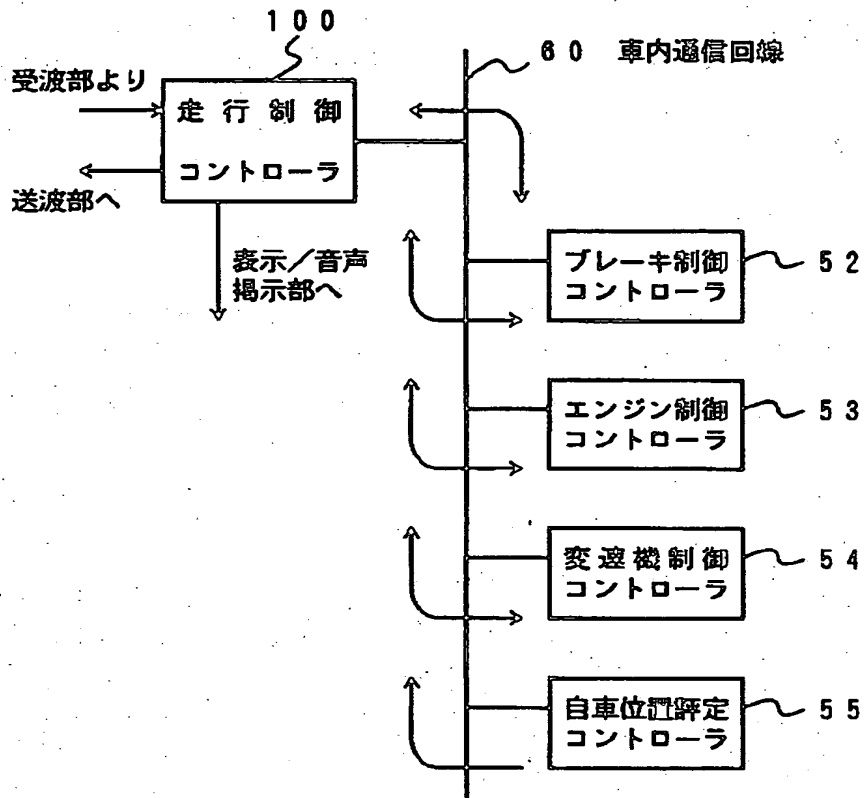 100
60 車内通信回線
受波部より
走行制御
コントローラ
送波部へ
表示／音声
掲示部へ
ブレーキ制御
コントローラ
52
エンジン制御
コントローラ
53
変速機制御
コントローラ
54
自車位置評定
コントローラ
55